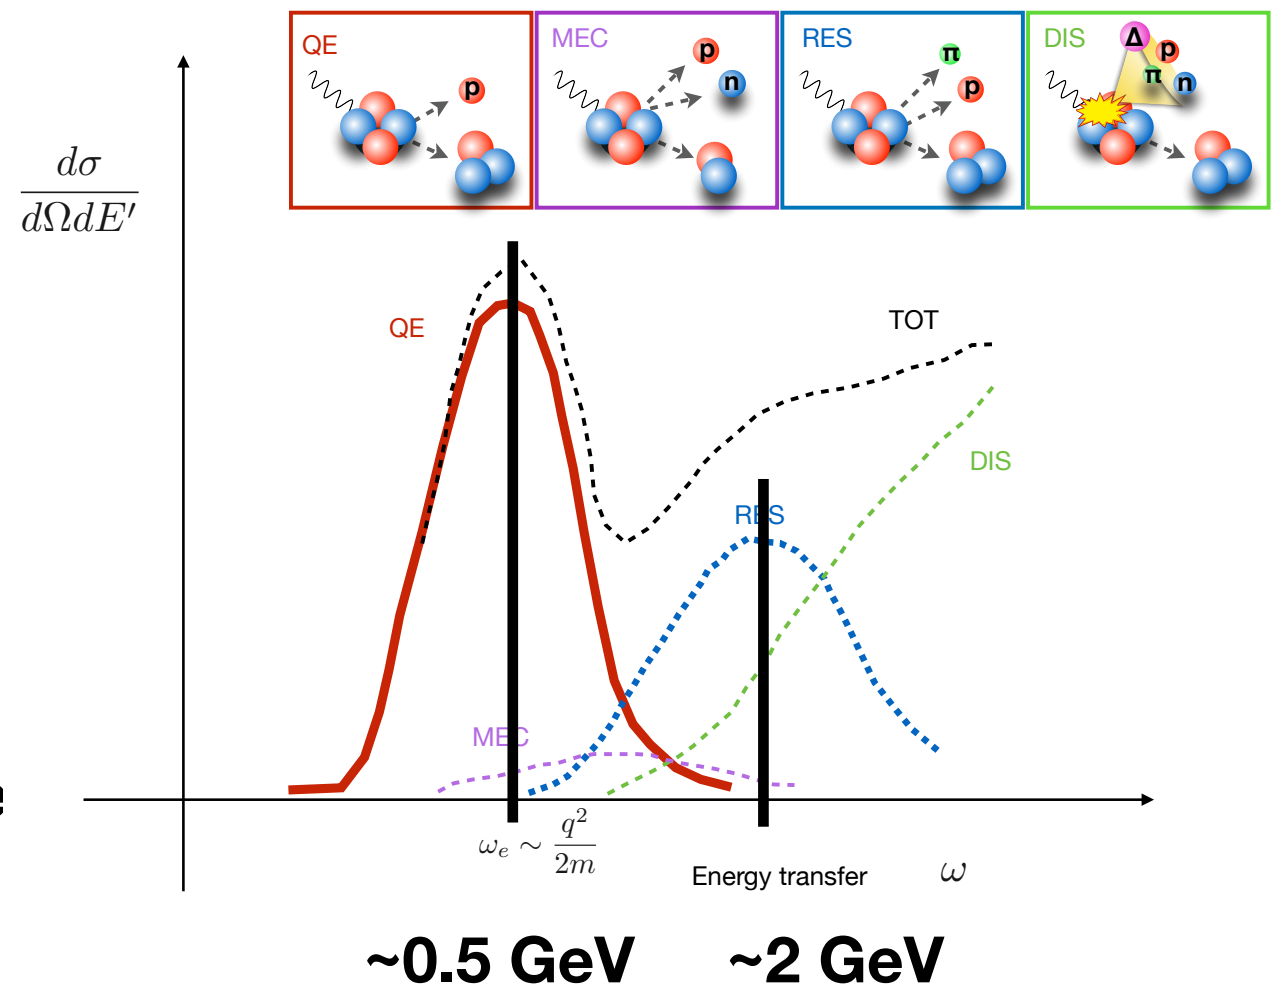 QE
p
MEC
p
n
RES
π
p
DIS
Δ
p
π
n
dσ
dΩdE′
QE
TOT
DIS
RES
MEC
ω_e ∼ q²
2m
Energy transfer ω
~0.5 GeV ~2 GeV